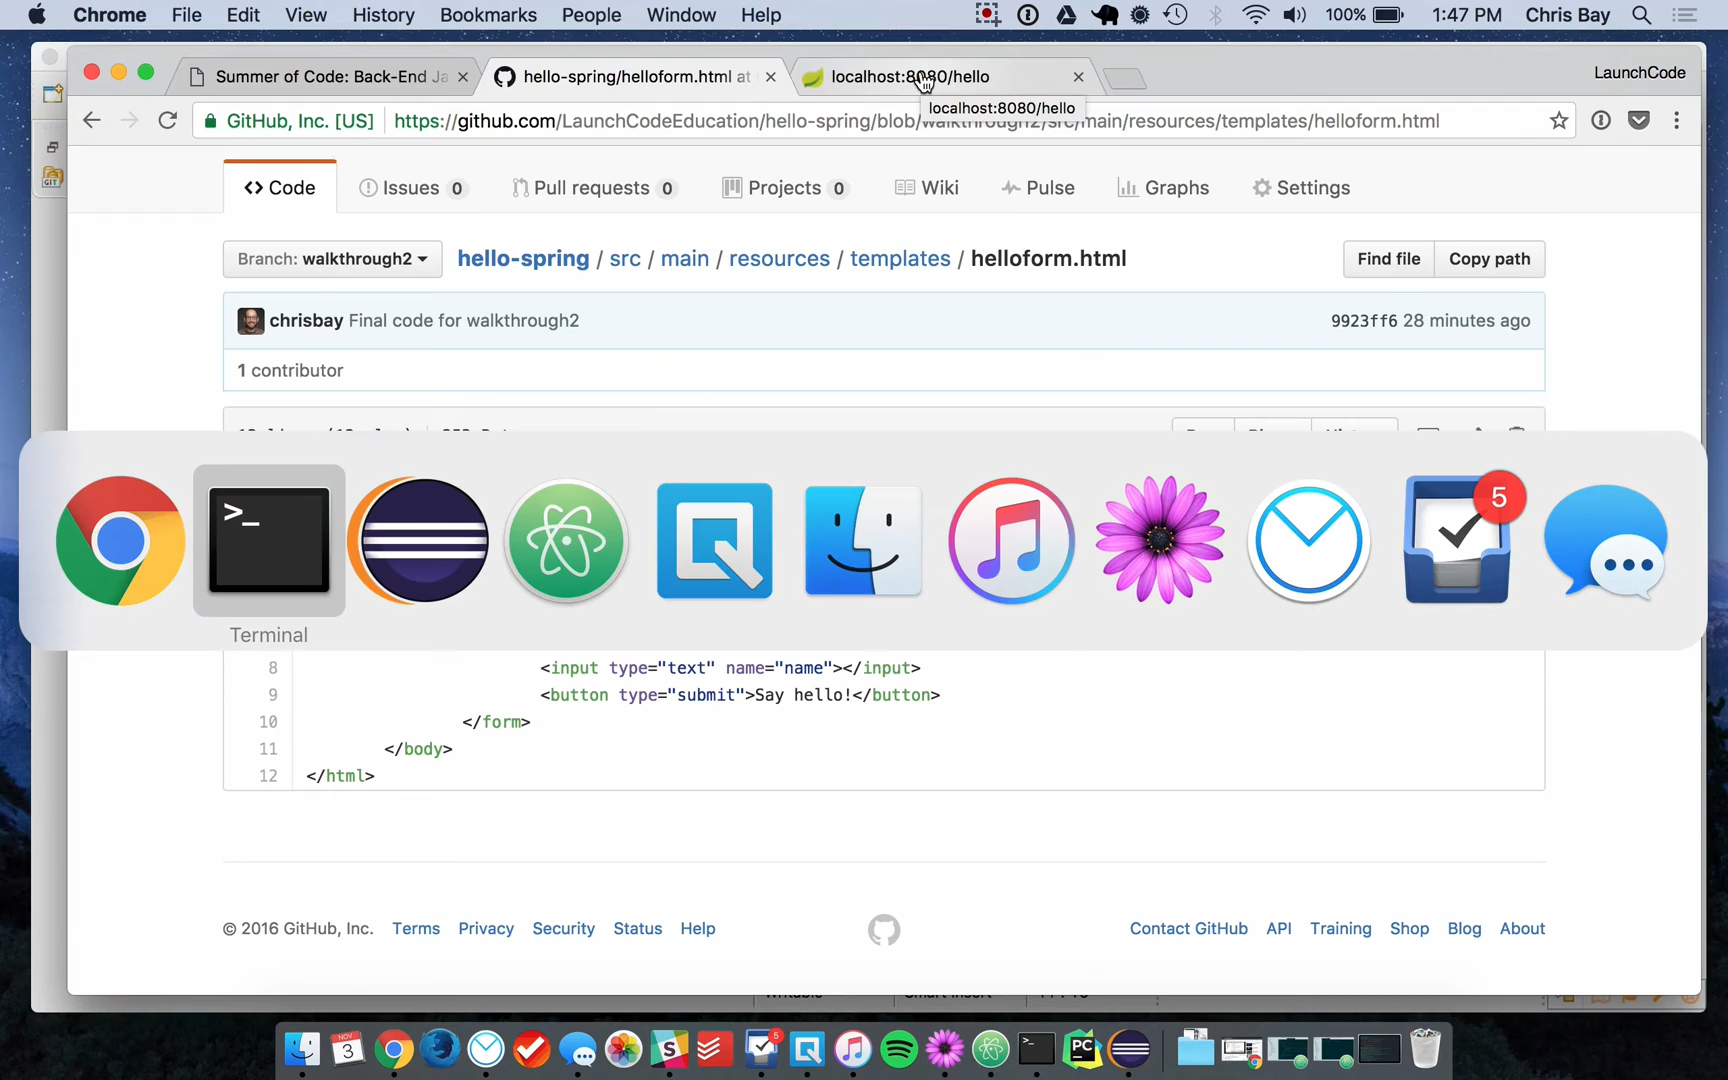 Chrome File Edit View History Bookmarks People Window Help 100% 1:47 PM Chris Bay
Summer of Code: Back-End Ja hello-spring/helloform.html at localhost:8080/hello LaunchCode
localhost:8080/hello
GitHub, Inc. [US] https://github.com/LaunchCodeEducation/hello-spring/blob/walkthrough2/src/main/resources/templates/helloform.html
Code Issues 0 Pull requests 0 Projects 0 Wiki Pulse Graphs Settings
Branch: walkthrough2 hello-spring / src / main / resources / templates / helloform.html Find file Copy path
chrisbay Final code for walkthrough2 9923ff6 28 minutes ago
1 contributor
>_
5
Terminal
8 <input type="text" name="name"></input>
9 <button type="submit">Say hello!</button>
10 </form>
11 </body>
12 </html>
© 2016 GitHub, Inc. Terms Privacy Security Status Help Contact GitHub API Training Shop Blog About
NOV
3
5
PC